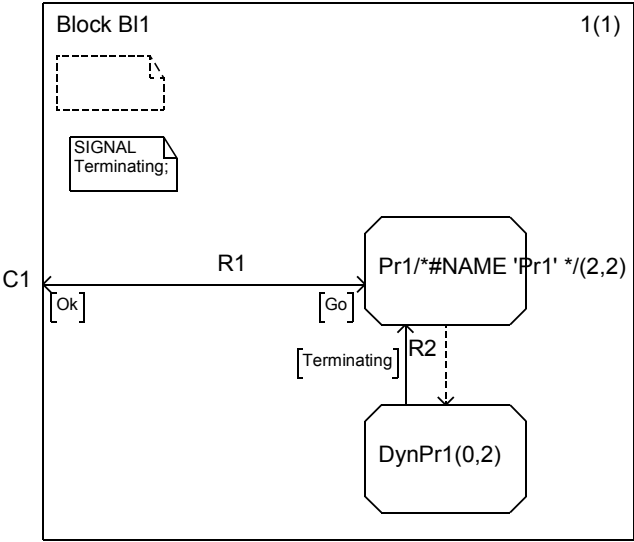 Block Bl1
1(1)
SIGNAL
Terminating;
R1
Pr1/*#NAME 'Pr1' */(2,2)
C1
[Ok]
[Go]
R2
[Terminating]
DynPr1(0,2)